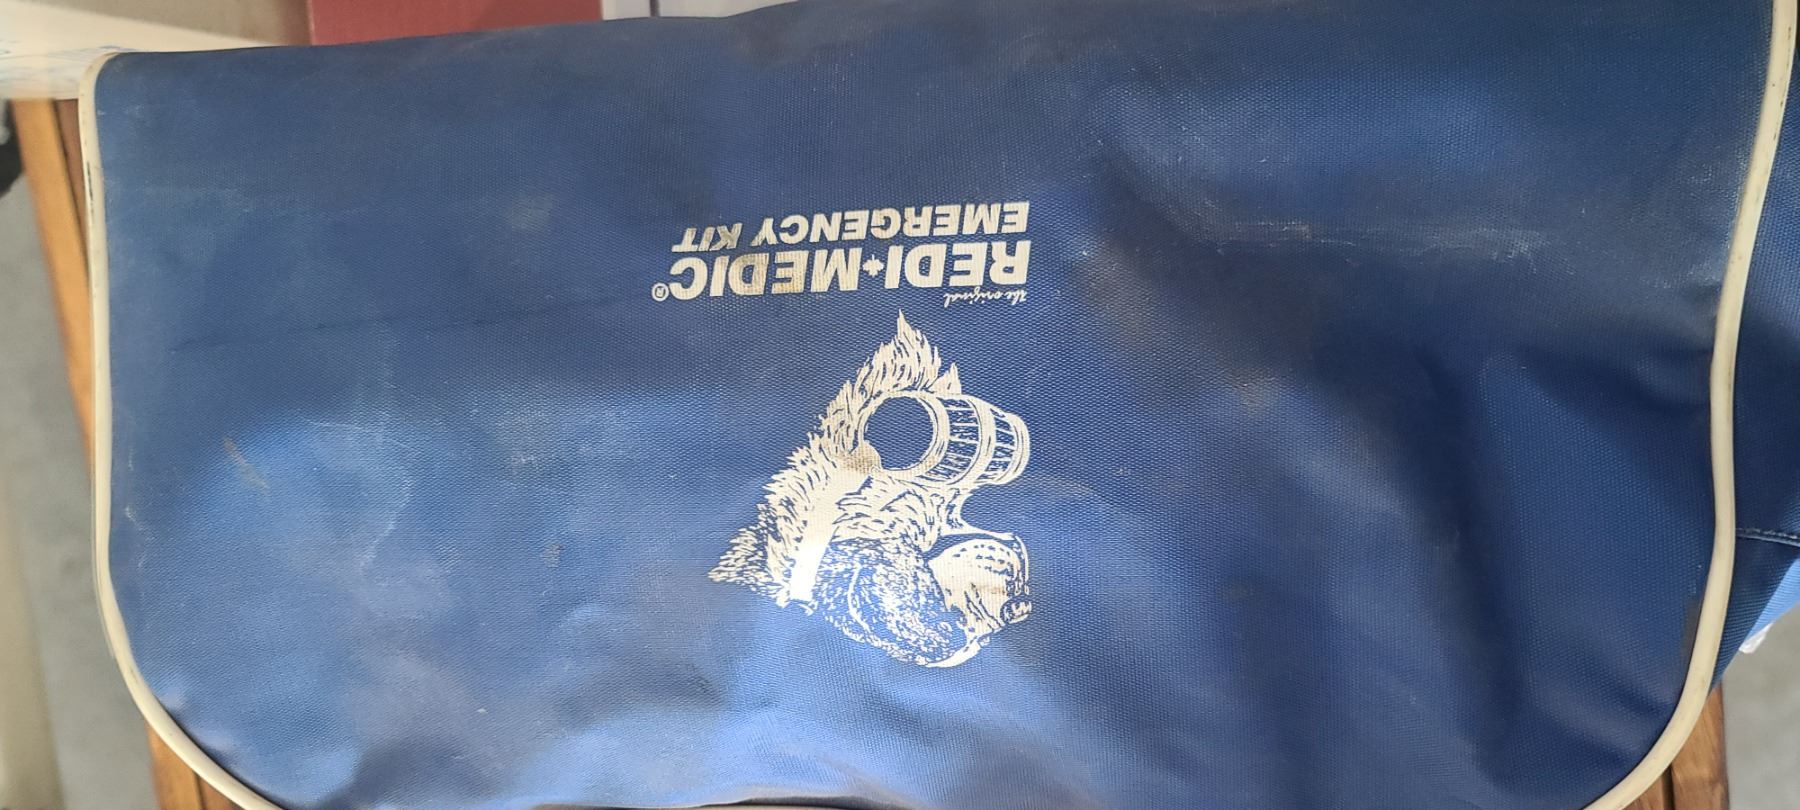 the original
REDI+MEDIC®
EMERGENCY KIT